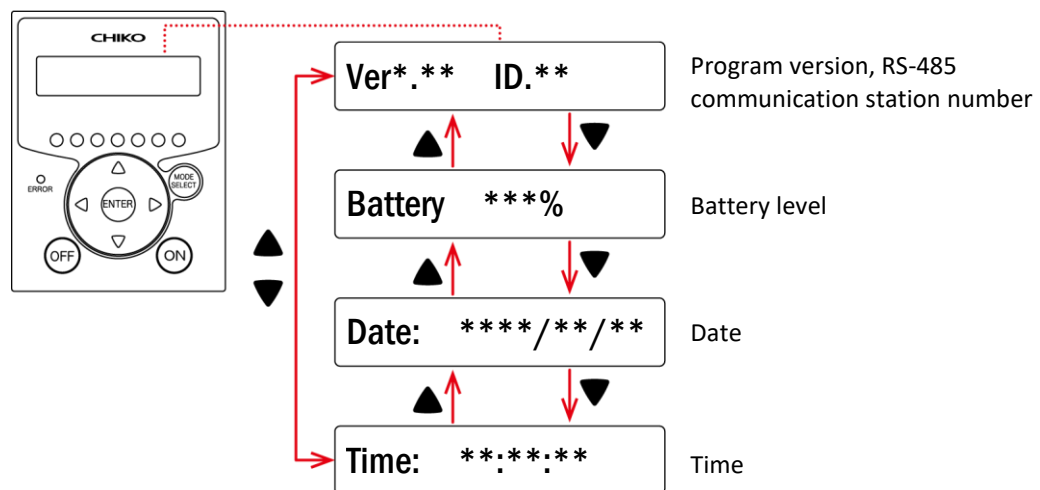 CHIKO
ERROR
MODE
SELECT
ENTER
OFF
ON
Ver*.** ID.**
Program version, RS-485
communication station number
Battery ***%
Battery level
Date: ****/**/**
Date
Time: **:**:**
Time